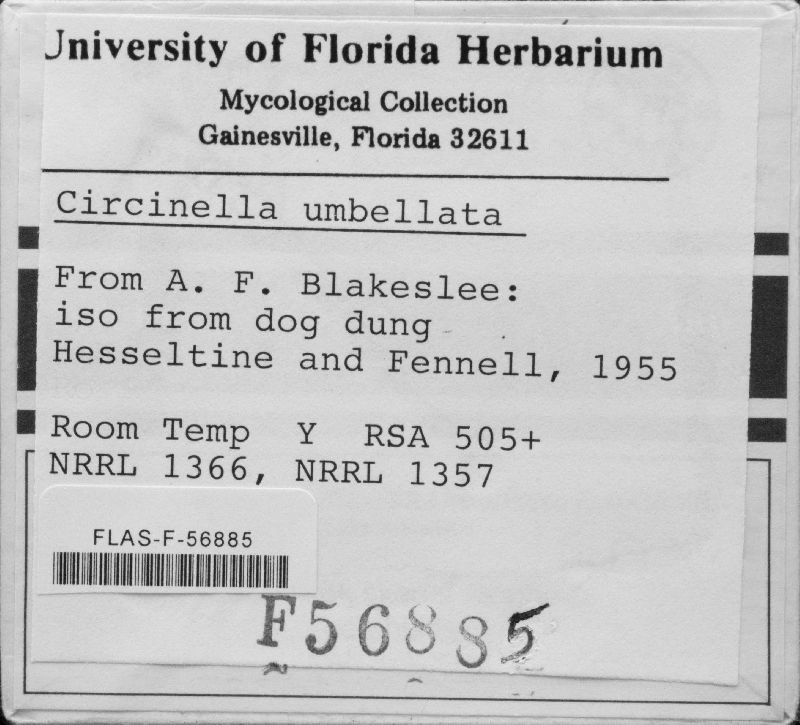 University of Florida Herbarium
Mycological Collection
Gainesville, Florida 32611
Circinella umbellata
From A. F. Blakeslee:
iso from dog dung
Hesseltine and Fennell, 1955
Room Temp Y RSA 505+
NRRL 1366, NRRL 1357
FLAS-F-56885
F56885